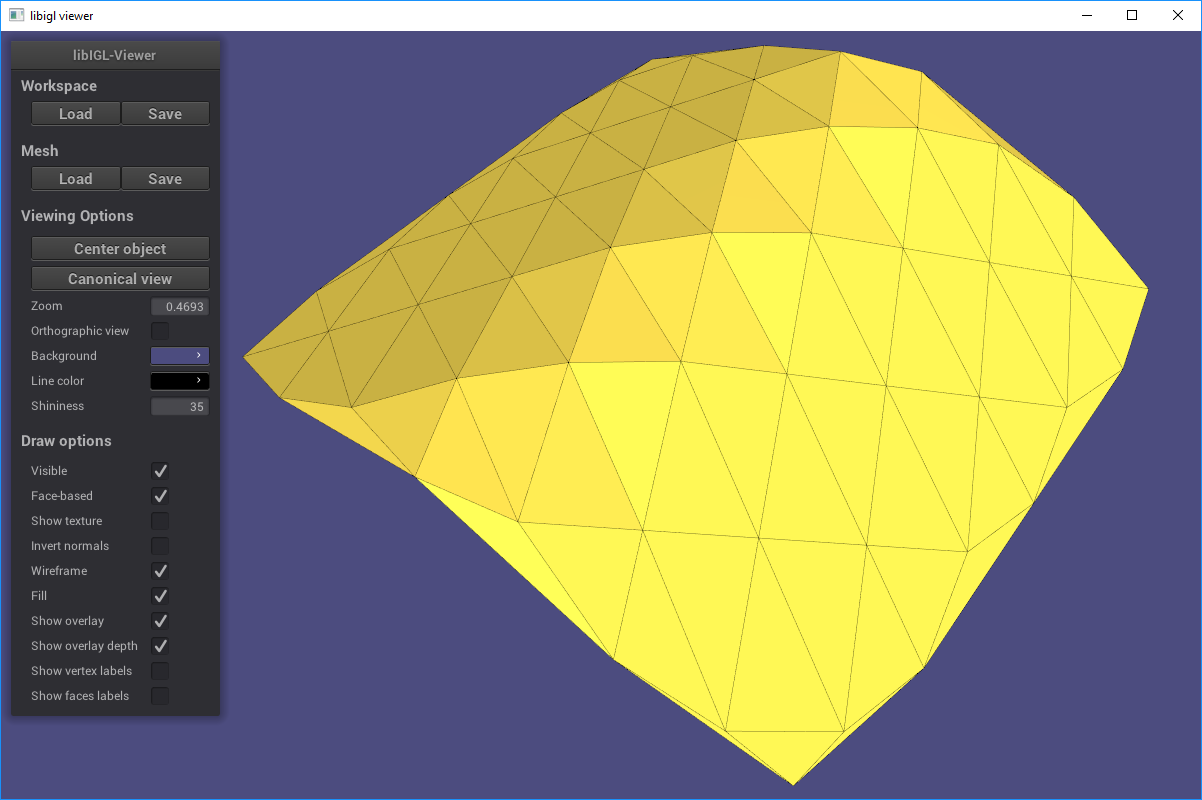 libigl viewer
libIGL-Viewer
Workspace
Load Save
Mesh
Load Save
Viewing Options
Center object
Canonical view
Zoom 0.4693
Orthographic view
Background
Line color
Shininess 35
Draw options
Visible
Face-based
Show texture
Invert normals
Wireframe
Fill
Show overlay
Show overlay depth
Show vertex labels
Show faces labels